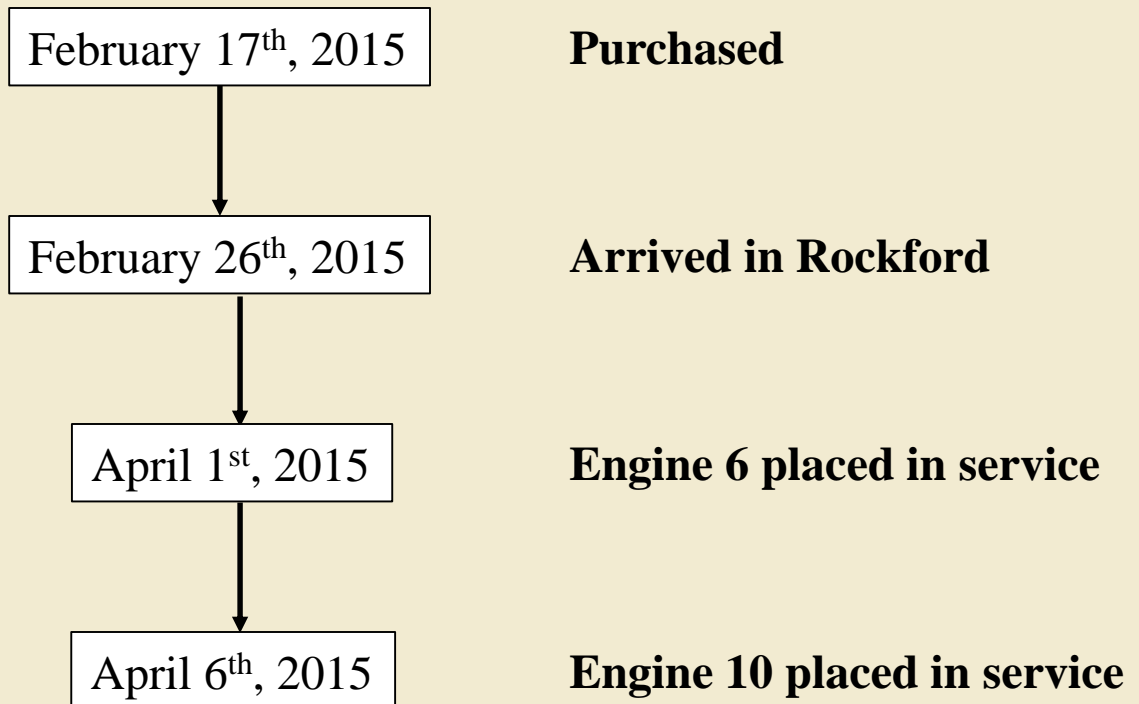 February 17th, 2015 Purchased
February 26th, 2015 Arrived in Rockford
April 1st, 2015 Engine 6 placed in service
April 6th, 2015 Engine 10 placed in service